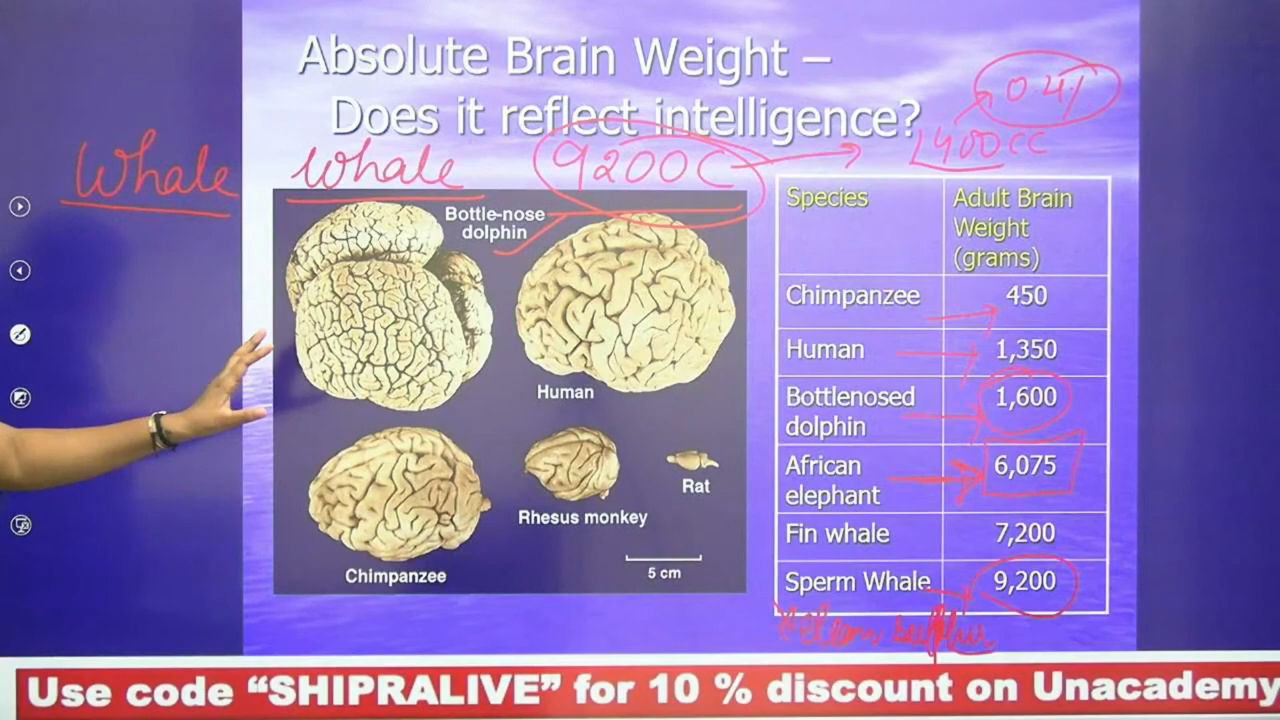 Absolute Brain Weight –
Does it reflect intelligence?
0.41
1400CC
Whale
Whale
9200C
Bottle-nose
dolphin
Human
Chimpanzee
Rhesus monkey
Rat
5 cm
Species Adult Brain
Weight
(grams)
Chimpanzee 450
Human 1,350
Bottlenosed 1,600
dolphin
African 6,075
elephant
Fin whale 7,200
Sperm Whale 9,200
Use code “SHIPRALIVE” for 10 % discount on Unacademy